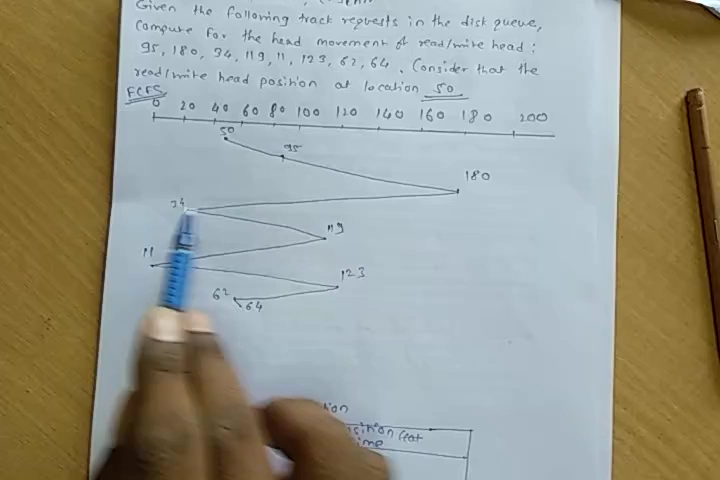 Given the following track requests in the disk queue,
compute for the head movement of read/write head:
95, 180, 34, 119, 11, 123, 62, 64. Consider that the
read/write head position at location 50
FCFS
0 20 40 60 80 100 120 140 160 180 200
50
95
180
34
119
11
123
62
64
tion